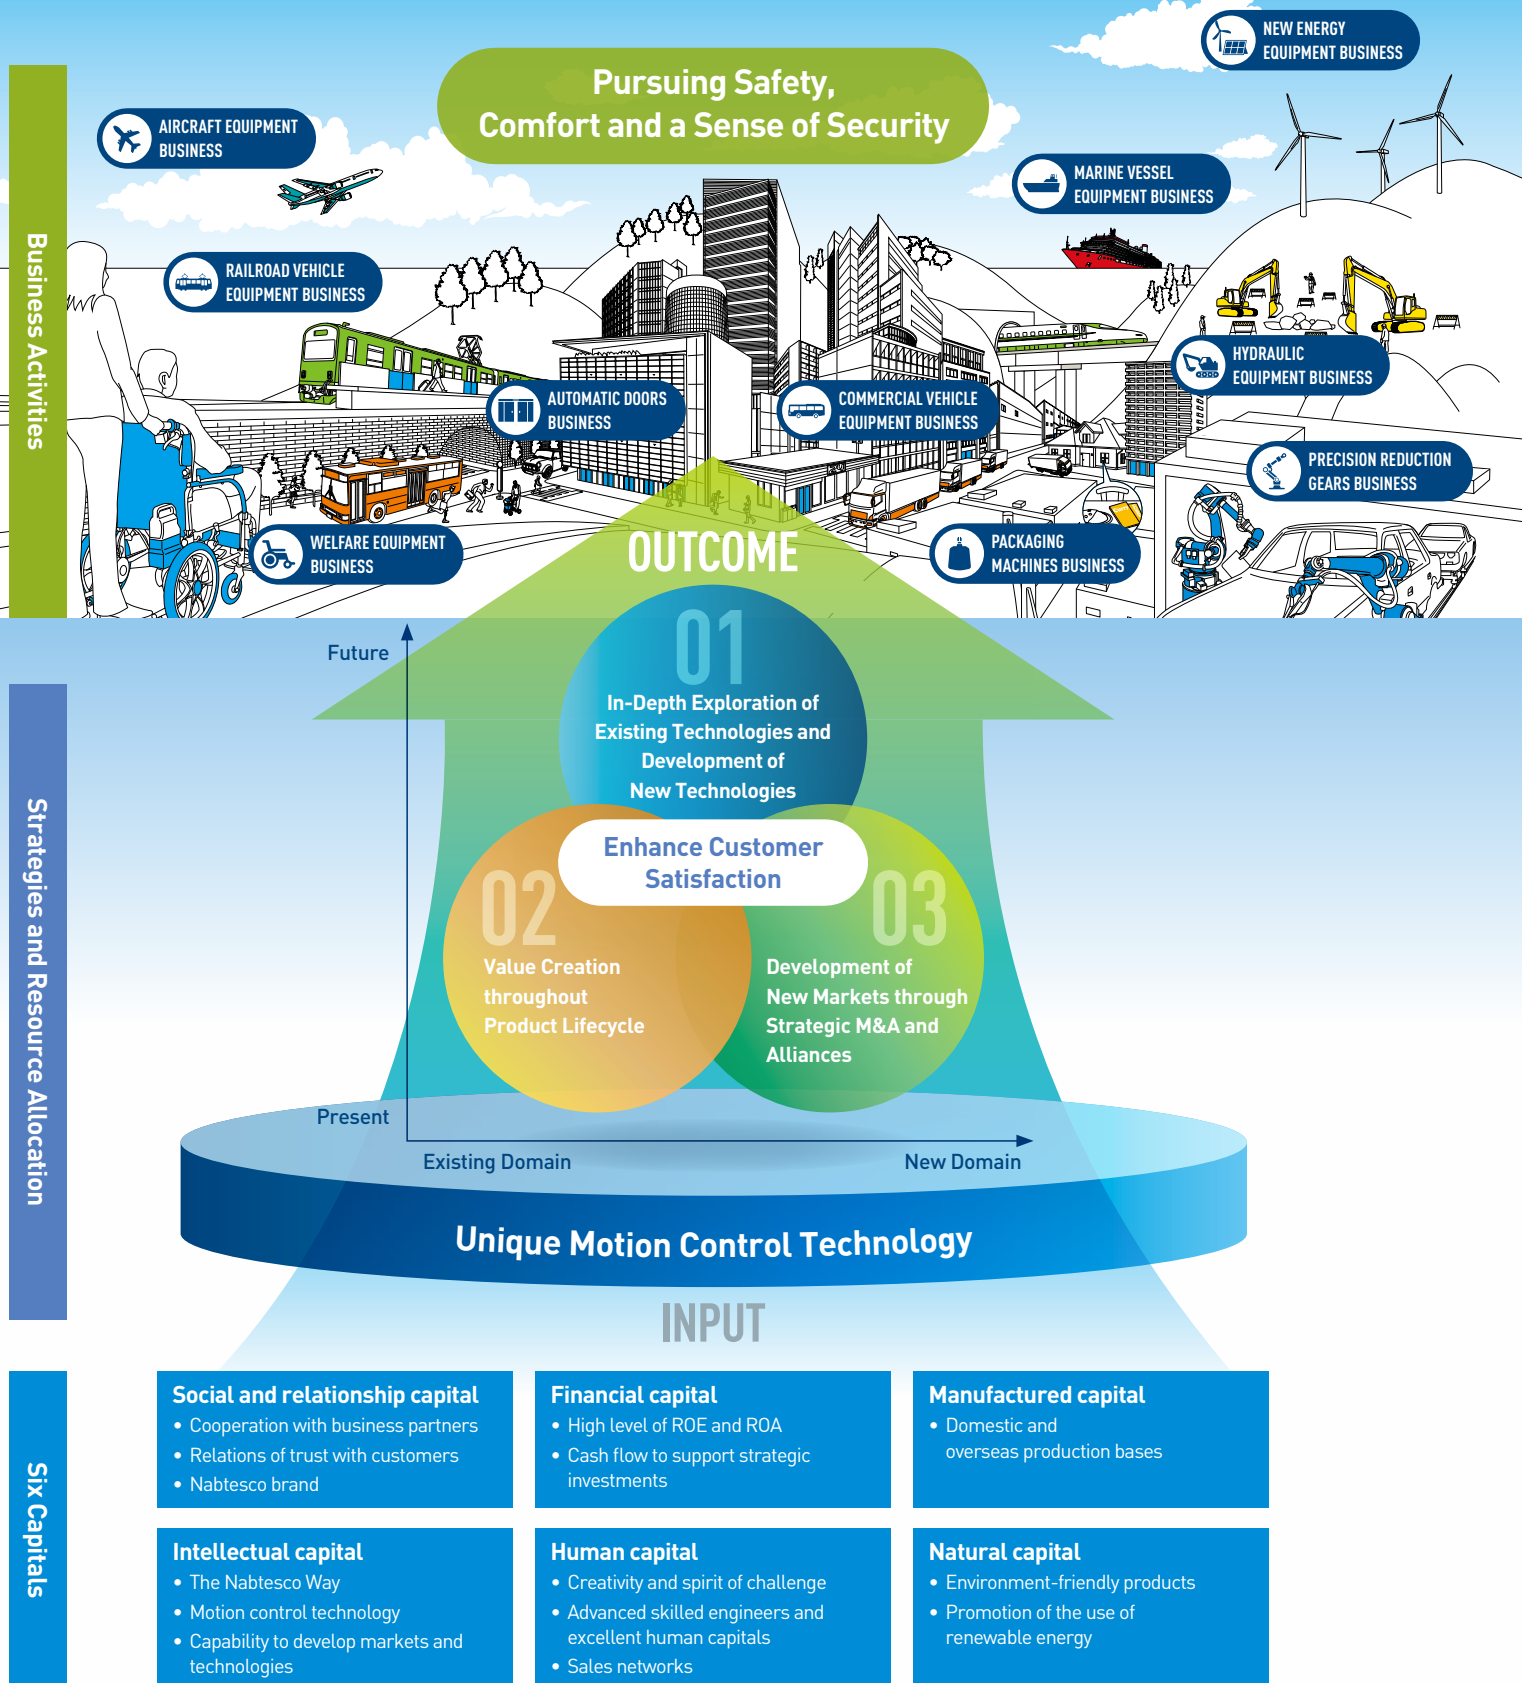 NEW ENERGY
EQUIPMENT BUSINESS
Pursuing Safety,
Comfort and a Sense of Security
AIRCRAFT EQUIPMENT
BUSINESS
MARINE VESSEL
EQUIPMENT BUSINESS
RAILROAD VEHICLE
EQUIPMENT BUSINESS
HYDRAULIC
EQUIPMENT BUSINESS
AUTOMATIC DOORS
BUSINESS
COMMERCIAL VEHICLE
EQUIPMENT BUSINESS
PRECISION REDUCTION
GEARS BUSINESS
WELFARE EQUIPMENT
BUSINESS
PACKAGING
MACHINES BUSINESS
Business Activities
OUTCOME
Future
01
In-Depth Exploration of
Existing Technologies and
Development of
New Technologies
Enhance Customer
Satisfaction
02
Value Creation
throughout
Product Lifecycle
03
Development of
New Markets through
Strategic M&A and
Alliances
Present
Existing Domain
New Domain
Unique Motion Control Technology
Strategies and Resource Allocation
INPUT
Six Capitals
Social and relationship capital
• Cooperation with business partners
• Relations of trust with customers
• Nabtesco brand
Financial capital
• High level of ROE and ROA
• Cash flow to support strategic
investments
Manufactured capital
• Domestic and
overseas production bases
Intellectual capital
• The Nabtesco Way
• Motion control technology
• Capability to develop markets and
technologies
Human capital
• Creativity and spirit of challenge
• Advanced skilled engineers and
excellent human capitals
• Sales networks
Natural capital
• Environment-friendly products
• Promotion of the use of
renewable energy